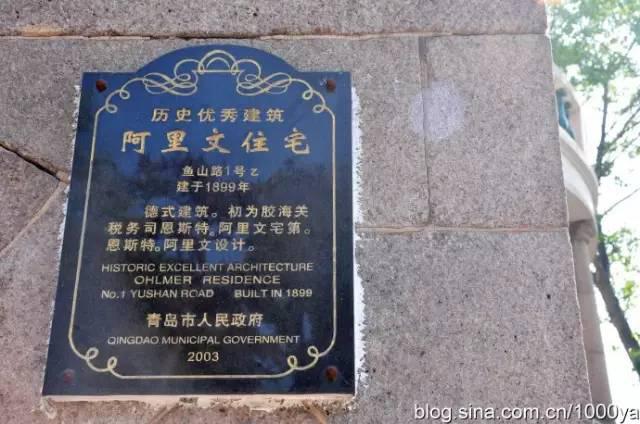 历史优秀建筑
阿里文住宅
鱼山路1号乙
建于1899年
德式建筑。初为胶海关
税务司恩斯特。阿里文宅第。
恩斯特。阿里文设计。
HISTORIC EXCELLENT ARCHITECTURE
OHLMER RESIDENCE
No.1 YUSHAN ROAD BUILT IN 1899
青岛市人民政府
QINGDAO MUNICIPAL GOVERNMENT
2003
blog.sina.com.cn/1000ya